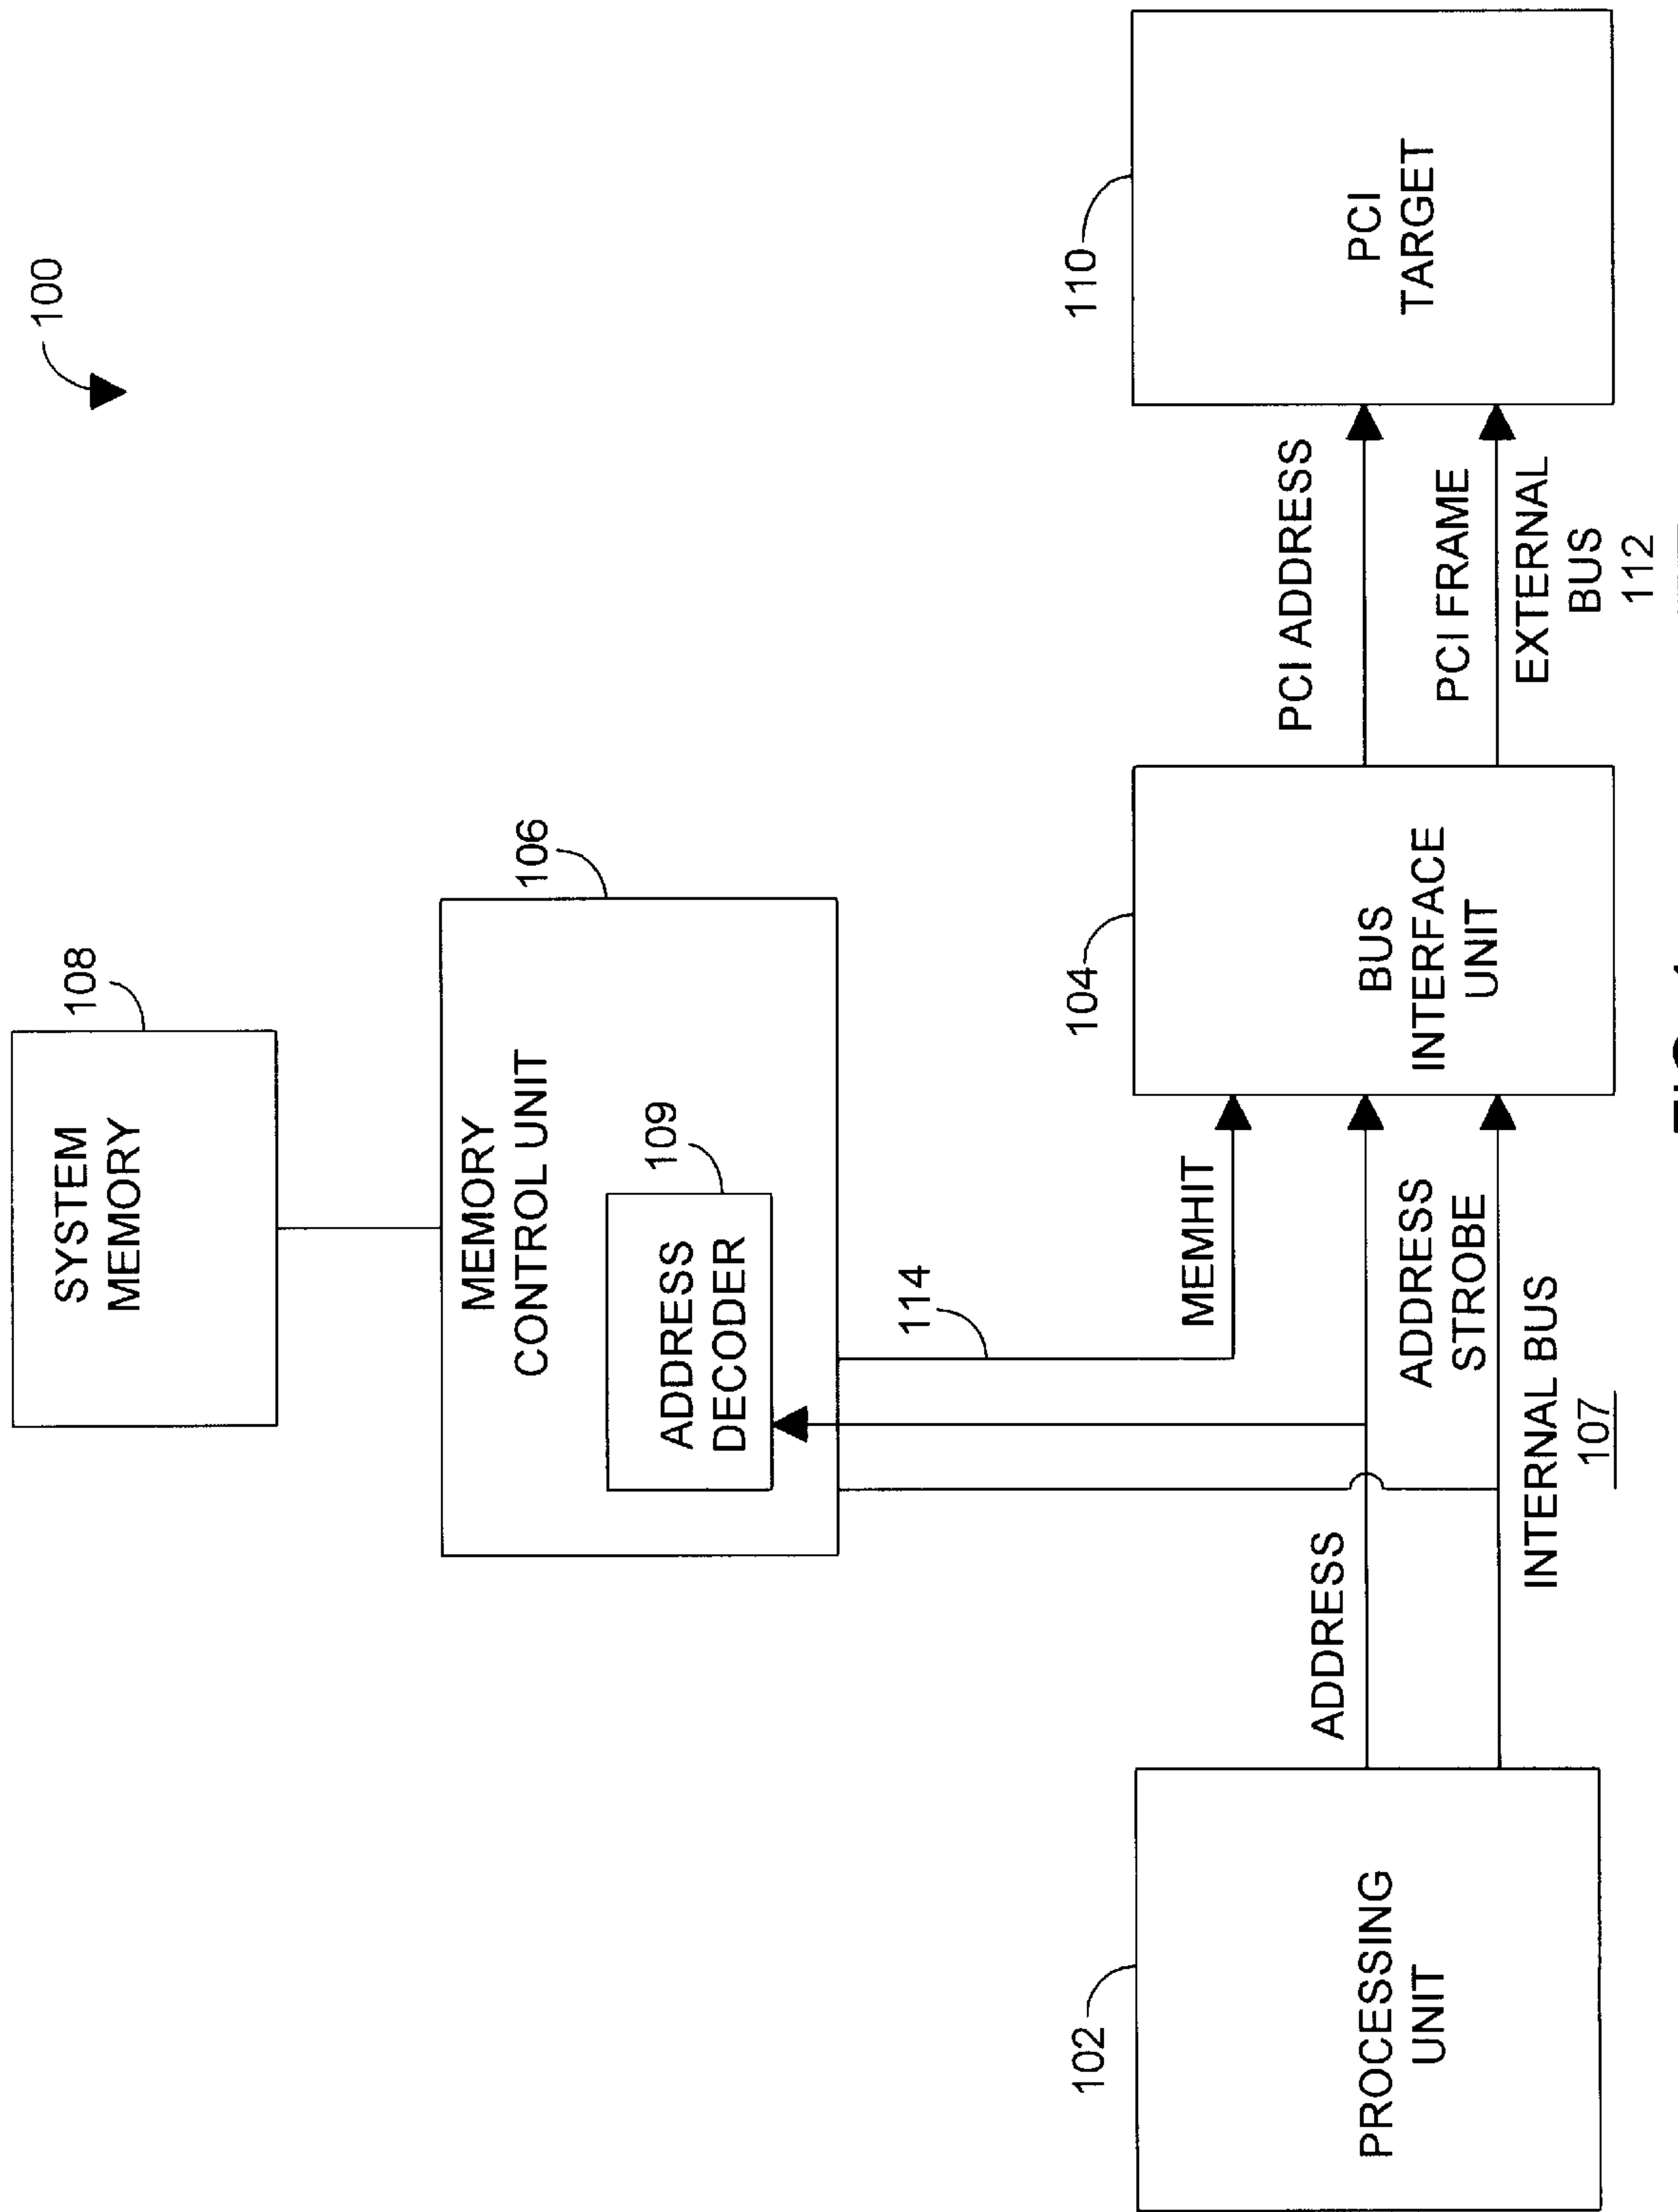 100
SYSTEM
MEMORY
108
MEMORY
CONTROL UNIT
106
ADDRESS
DECODER
109
114
MEMHIT
102
PROCESSING
UNIT
ADDRESS
ADDRESS
STROBE
INTERNAL BUS
107
104
BUS
INTERFACE
UNIT
PCI ADDRESS
PCI FRAME
EXTERNAL
BUS
112
110
PCI
TARGET